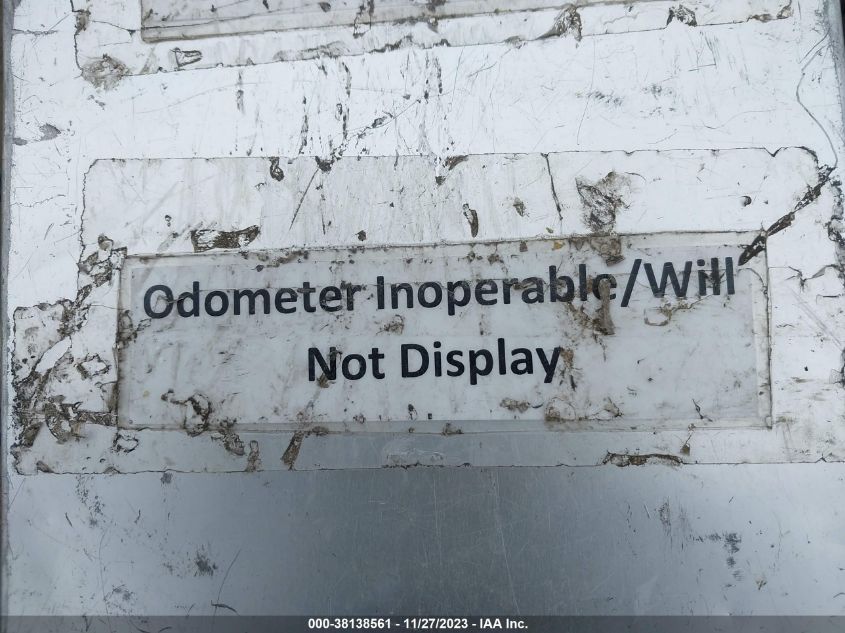 Odometer Inoperable/Will
Not Display
000-38138561 - 11/27/2023 - IAA Inc.